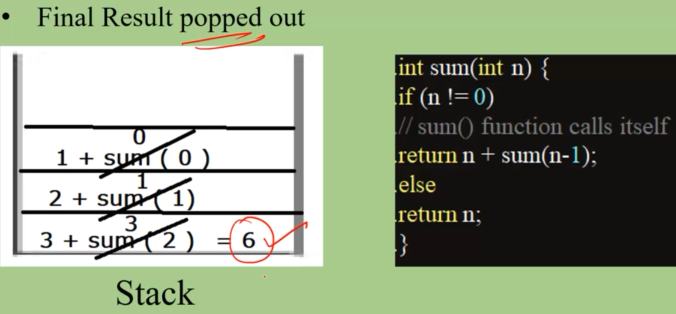 • Final Result popped out
0
1 + sum ( 0 )
1
2 + sum ( 1)
3
3 + sum ( 2 ) = 6
Stack
.int sum(int n) {
.if (n != 0)
.// sum() function calls itself
.return n + sum(n-1);
.else
.return n;
.}